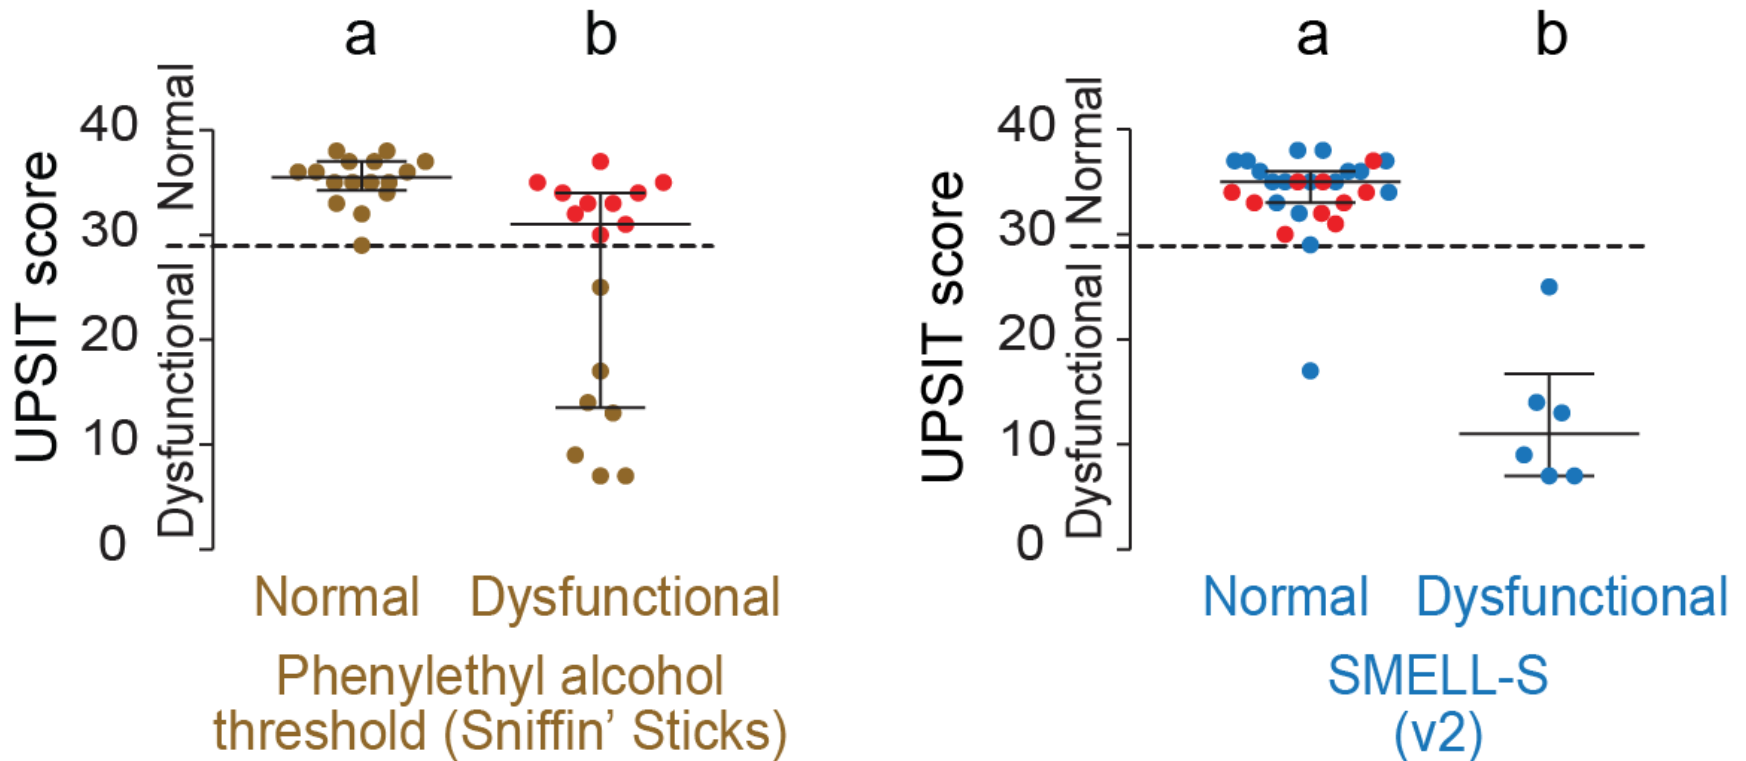 a b
UPSIT score
Normal
Dysfunctional
40
30
20
10
0
Normal Dysfunctional
Phenylethyl alcohol
threshold (Sniffin’ Sticks)
a b
UPSIT score
Normal
Dysfunctional
40
30
20
10
0
Normal Dysfunctional
SMELL-S
(v2)